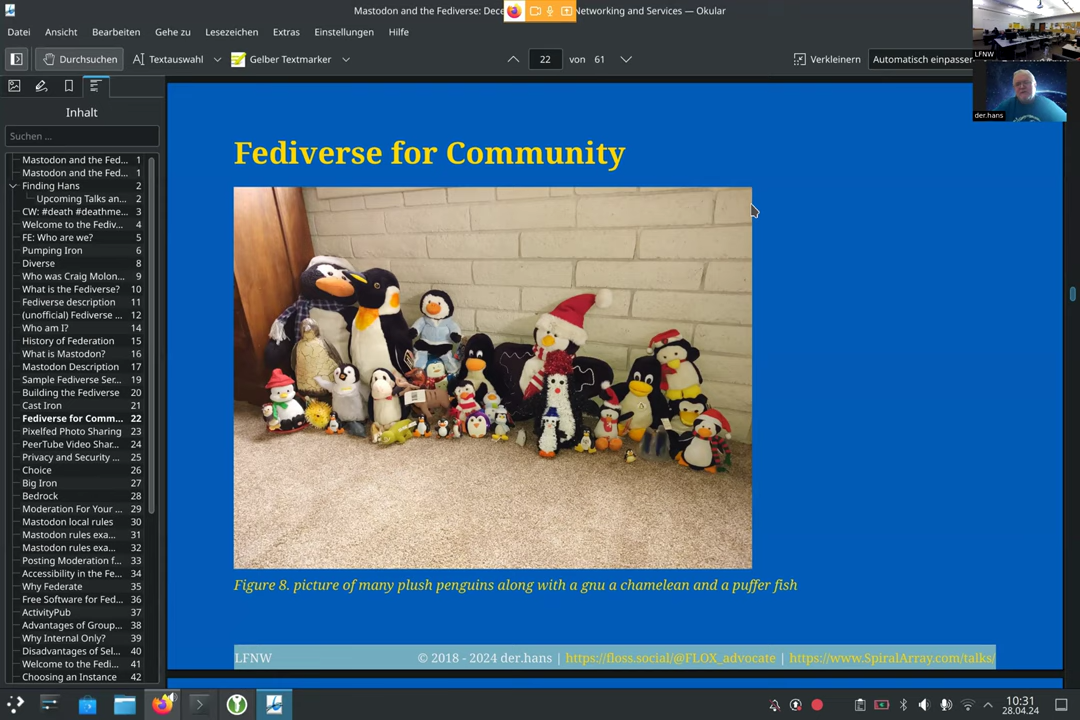 Mastodon and the Fediverse: Dece
Networking and Services — Okular
Datei Ansicht Bearbeiten Gehe zu Lesezeichen Extras Einstellungen Hilfe
Durchsuchen Textauswahl Gelber Textmarker 22 von 61 Verkleinern Automatisch einpassen
LFNW
der.hans
Inhalt
Suchen ...
Mastodon and the Fed... 1
Mastodon and the Fed... 1
Finding Hans 2
Upcoming Talks an... 2
CW: #death #deathme... 3
Welcome to the Fediv... 4
FE: Who are we? 5
Pumping Iron 6
Diverse 8
Who was Craig Molon... 9
What is the Fediverse? 10
Fediverse description 11
(unofficial) Fediverse ... 12
Who am I? 14
History of Federation 15
What is Mastodon? 16
Mastodon Description 17
Sample Fediverse Ser... 19
Building the Fediverse 20
Cast Iron 21
Fediverse for Comm... 22
Pixelfed Photo Sharing 23
PeerTube Video Shar... 24
Privacy and Security ... 25
Choice 26
Big Iron 27
Bedrock 28
Moderation For Your ... 29
Mastodon local rules 30
Mastodon rules exa... 31
Mastodon rules exa... 32
Posting Moderation f... 33
Accessibility in the Fe... 34
Why Federate 35
Free Software for Fed... 36
ActivityPub 37
Advantages of Group... 38
Why Internal Only? 39
Disadvantages of Sel... 40
Welcome to the Fedi... 41
Choosing an Instance 42
Fediverse for Community
Figure 8. picture of many plush penguins along with a gnu a chamelean and a puffer fish
LFNW © 2018 - 2024 der.hans | https://floss.social/@FLOX_advocate | https://www.SpiralArray.com/talks/
10:31
28.04.24